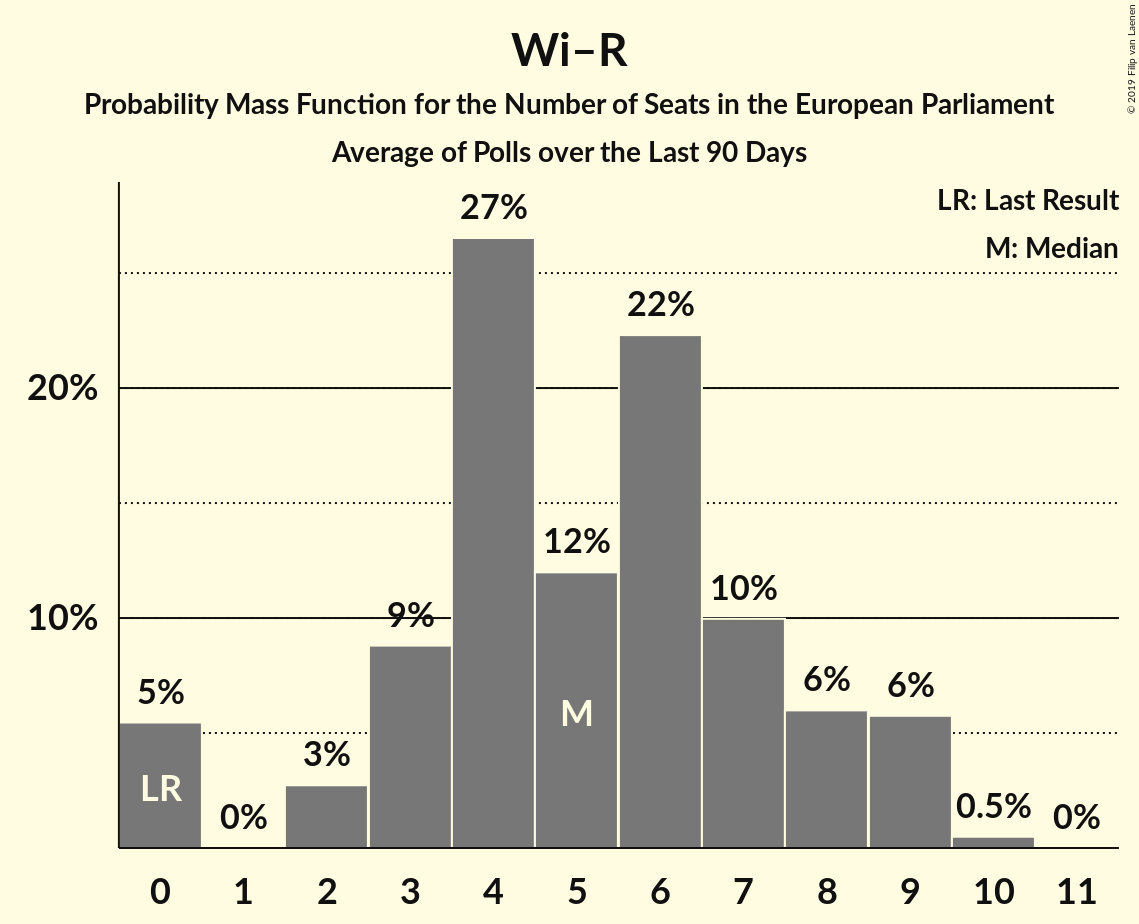 Wi–R
Probability Mass Function for the Number of Seats in the European Parliament
Average of Polls over the Last 90 Days
© 2019 Filip van Laenen
LR: Last Result
M: Median
27%
22%
20%
12%
10%
10%
9%
6%
6%
5%
3%
M
LR
0%
0.5%
0%
0 1 2 3 4 5 6 7 8 9 10 11